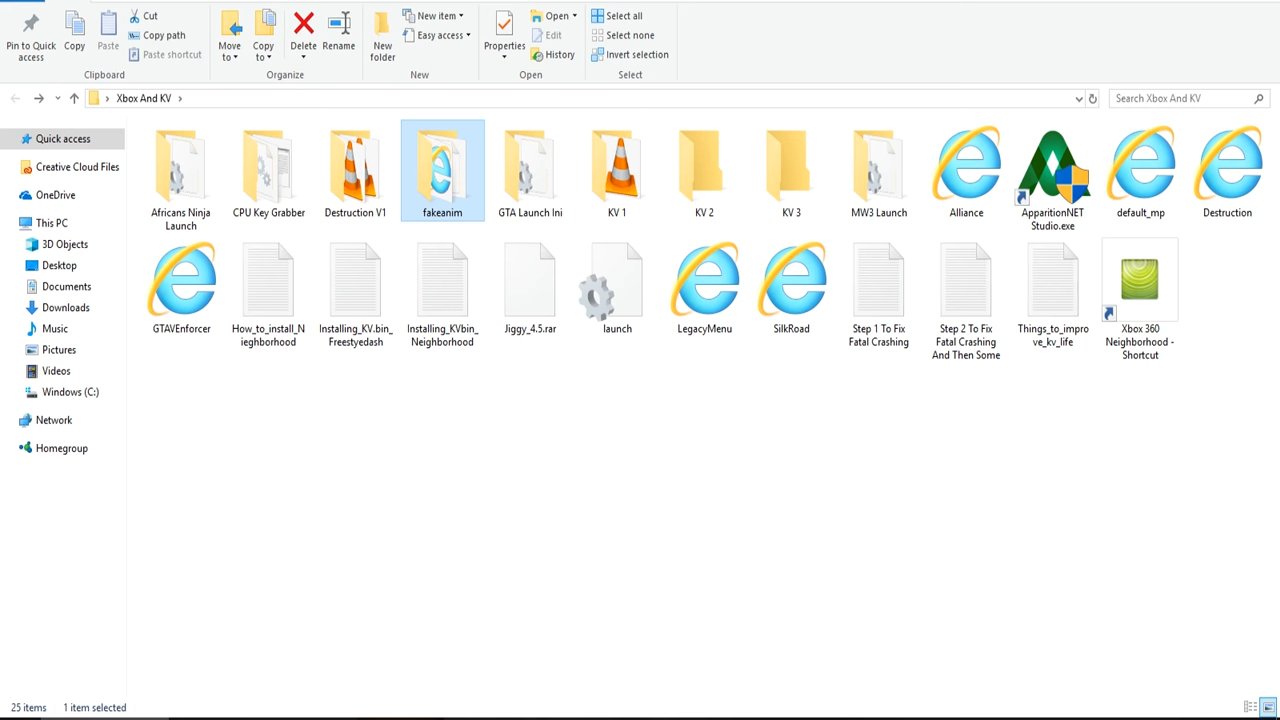 Cut
Copy path
Paste shortcut
Pin to Quick
access
Copy
Paste
Clipboard
Move
to
Copy
to
Delete
Rename
Organize
New
folder
New item
Easy access
New
Properties
Open
Edit
History
Open
Select all
Select none
Invert selection
Select
Xbox And KV
Search Xbox And KV
Quick access
Creative Cloud Files
OneDrive
This PC
3D Objects
Desktop
Documents
Downloads
Music
Pictures
Videos
Windows (C:)
Network
Homegroup
Africans Ninja
Launch
CPU Key Grabber
Destruction V1
fakeanim
GTA Launch Ini
KV 1
KV 2
KV 3
MW3 Launch
Alliance
ApparitionNET
Studio.exe
default_mp
Destruction
GTAVEnforcer
How_to_install_N
ieghborhood
Installing_KV.bin_
Freestyedash
Installing_KVbin_
Neighborhood
Jiggy_4.5.rar
launch
LegacyMenu
SilkRoad
Step 1 To Fix
Fatal Crashing
Step 2 To Fix
Fatal Crashing
And Then Some
Things_to_impro
ve_kv_life
Xbox 360
Neighborhood -
Shortcut
25 items
1 item selected